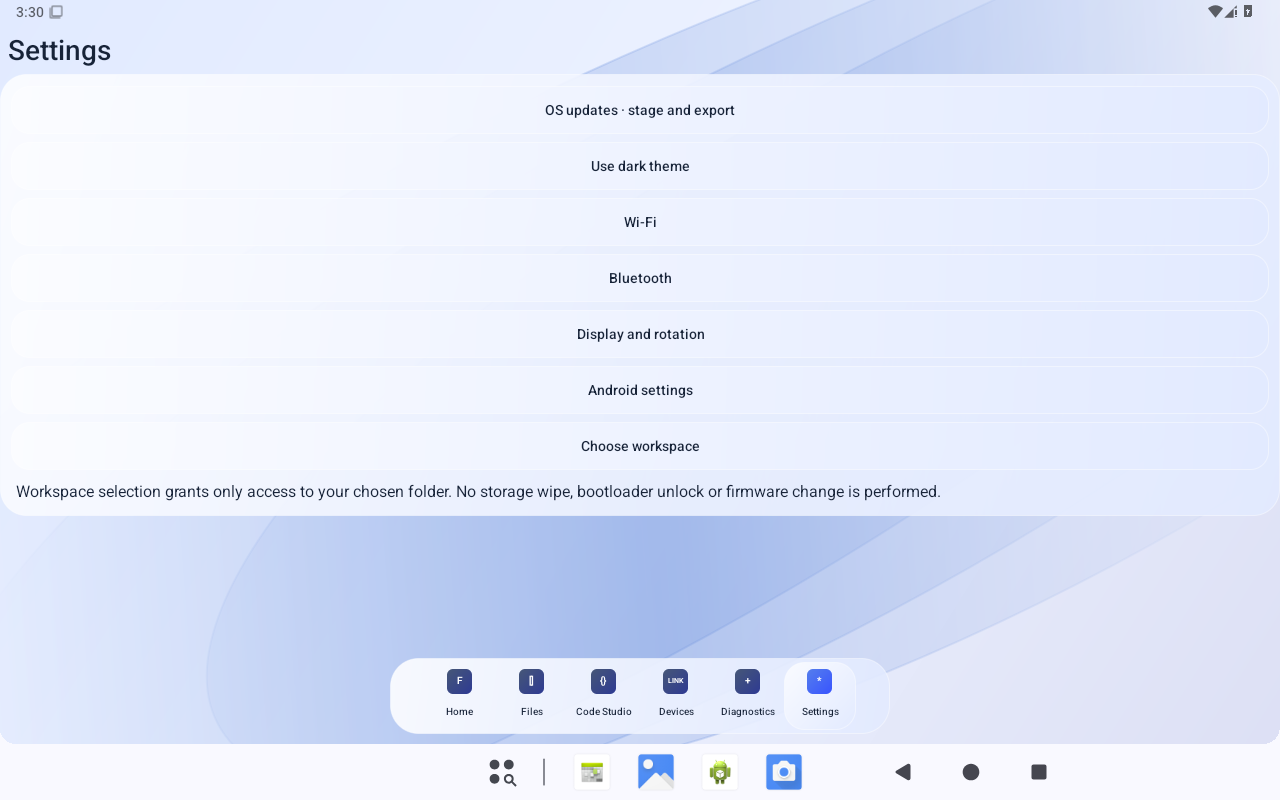 3:30
Settings
OS updates · stage and export
Use dark theme
Wi-Fi
Bluetooth
Display and rotation
Android settings
Choose workspace
Workspace selection grants only access to your chosen folder. No storage wipe, bootloader unlock or firmware change is performed.
F
[]
{}
LINK
+
*
Home
Files
Code Studio
Devices
Diagnostics
Settings